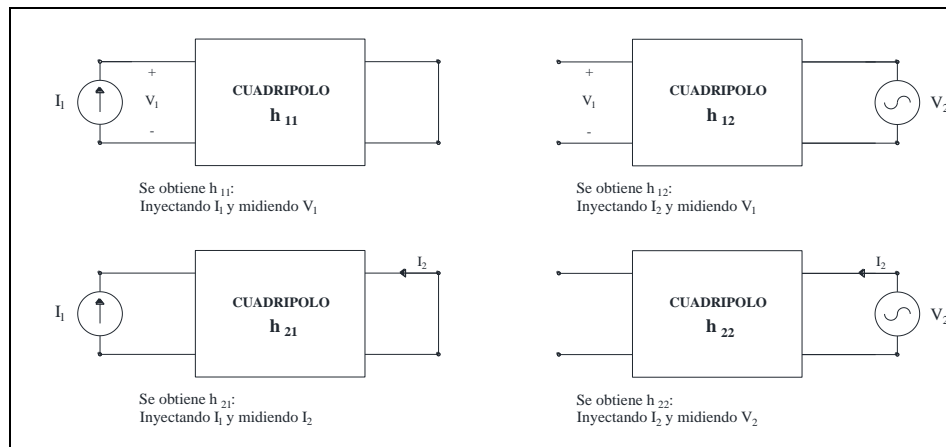 I1
+
V1
-
CUADRIPOLO
h 11
Se obtiene h 11:
Inyectando I1 y midiendo V1
+
V1
-
CUADRIPOLO
h 12
V2
Se obtiene h 12:
Inyectando I2 y midiendo V1
I1
CUADRIPOLO
h 21
I2
Se obtiene h 21:
Inyectando I1 y midiendo I2
CUADRIPOLO
h 22
I2
V2
Se obtiene h 22:
Inyectando I2 y midiendo V2